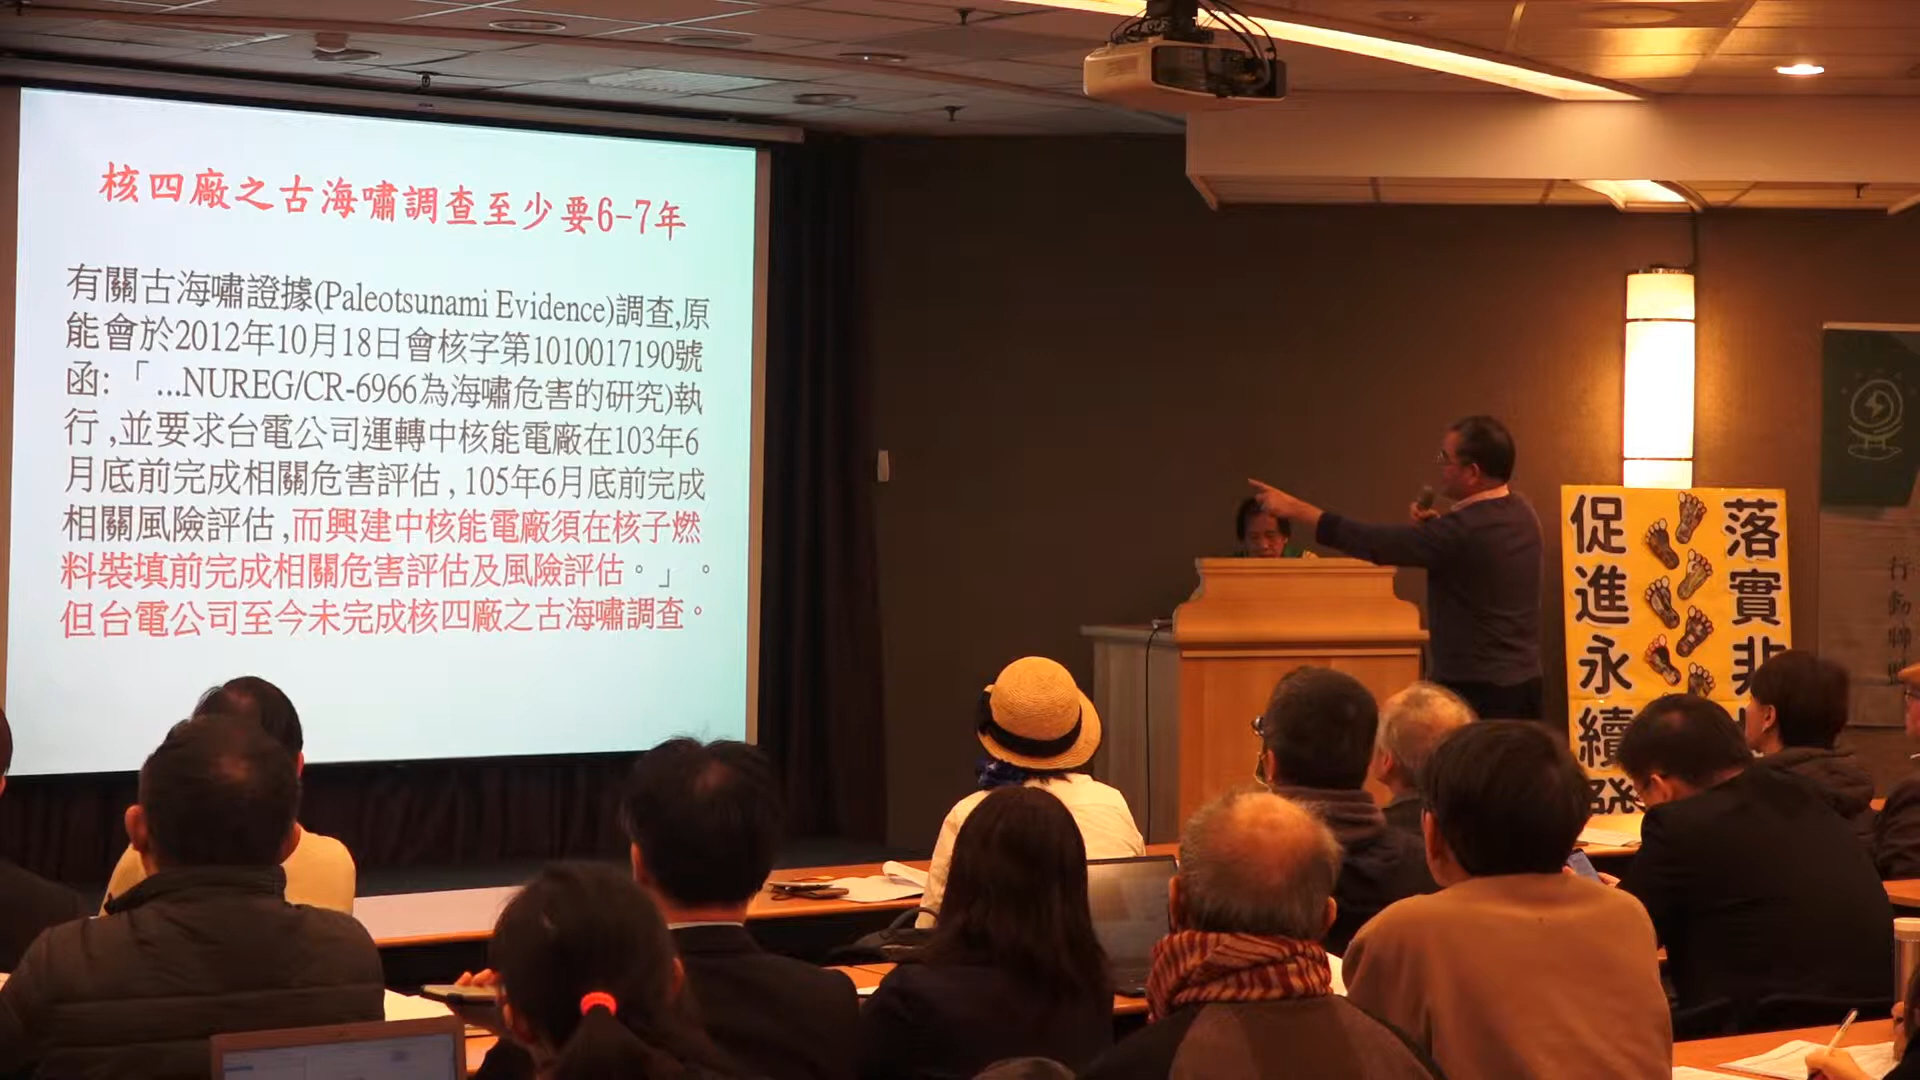 核四廠之古海嘯調查至少要6-7年
有關古海嘯證據(Paleotsunami Evidence)調查,原
能會於2012年10月18日會核字第1010017190號
函:「...NUREG/CR-6966為海嘯危害的研究)執
行,並要求台電公司運轉中核能電廠在103年6
月底前完成相關危害評估,105年6月底前完成
相關風險評估,而興建中核能電廠須在核子燃
料裝填前完成相關危害評估及風險評估。」。
但台電公司至今未完成核四廠之古海嘯調查。
落實非
促進永續發
行動聯盟